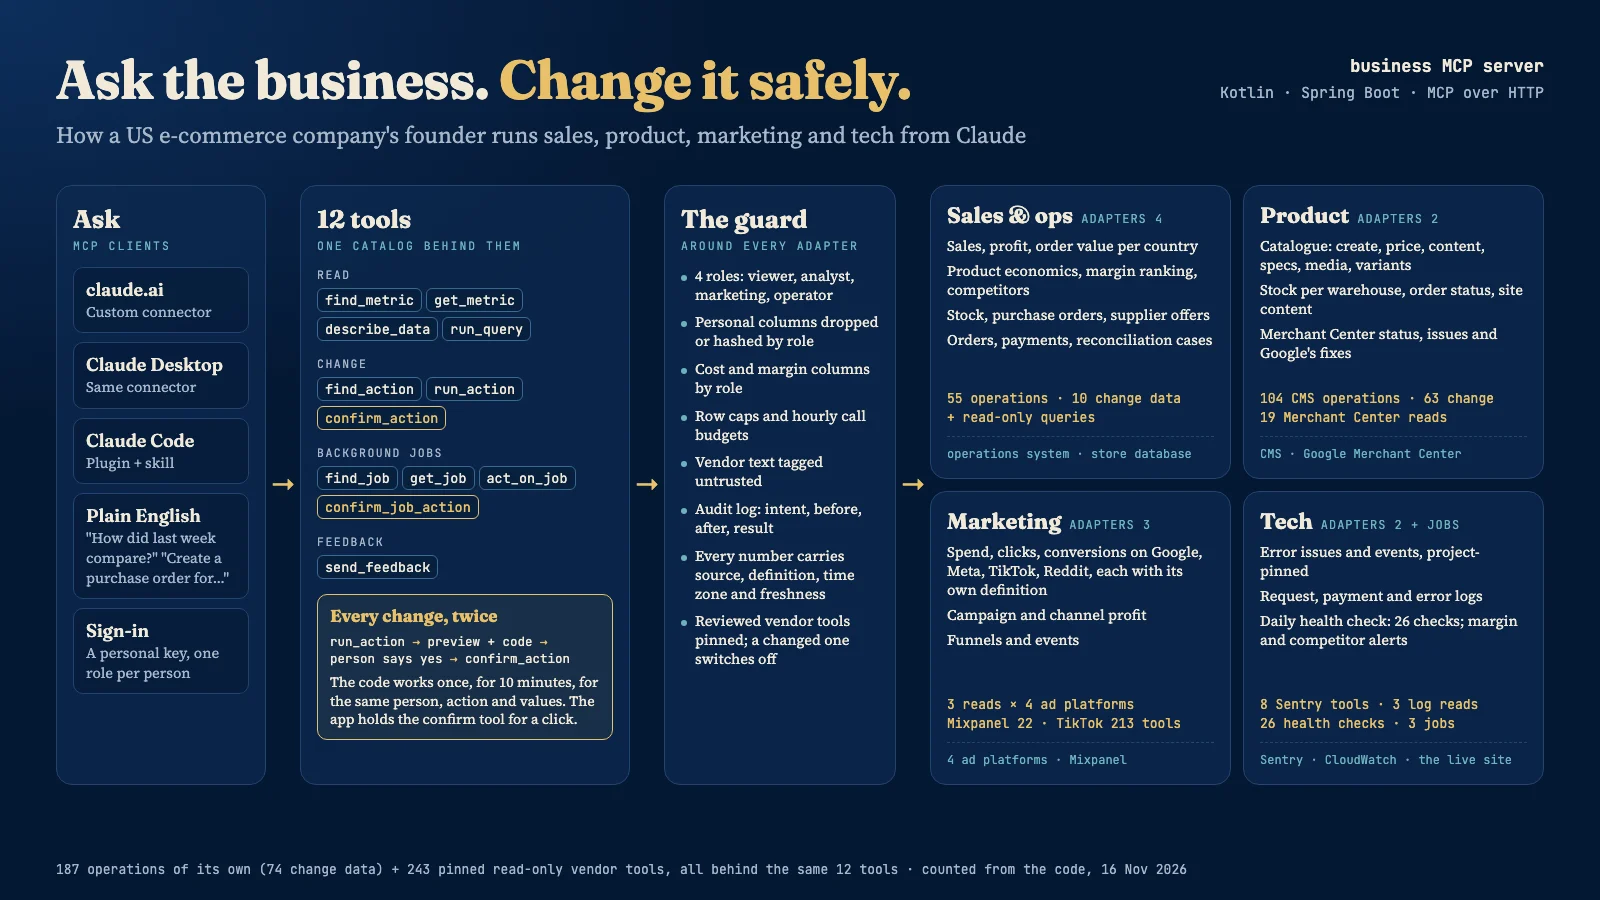 Ask the business. Change it safely.
How a US e-commerce company's founder runs sales, product, marketing and tech from Claude
business MCP server
Kotlin · Spring Boot · MCP over HTTP
Ask
MCP CLIENTS
claude.ai
Custom connector
Claude Desktop
Same connector
Claude Code
Plugin + skill
Plain English
"How did last week
compare?" "Create a
purchase order for..."
Sign-in
A personal key, one
role per person
→
12 tools
ONE CATALOG BEHIND THEM
READ
find_metric get_metric
describe_data run_query
CHANGE
find_action run_action
confirm_action
BACKGROUND JOBS
find_job get_job act_on_job
confirm_job_action
FEEDBACK
send_feedback
Every change, twice
run_action → preview + code →
person says yes → confirm_action
The code works once, for 10 minutes, for
the same person, action and values. The
app holds the confirm tool for a click.
→
The guard
AROUND EVERY ADAPTER
• 4 roles: viewer, analyst,
marketing, operator
• Personal columns dropped
or hashed by role
• Cost and margin columns
by role
• Row caps and hourly call
budgets
• Vendor text tagged
untrusted
• Audit log: intent, before,
after, result
• Every number carries
source, definition, time
zone and freshness
• Reviewed vendor tools
pinned; a changed one
switches off
→
Sales & ops ADAPTERS 4
Sales, profit, order value per country
Product economics, margin ranking,
competitors
Stock, purchase orders, supplier offers
Orders, payments, reconciliation cases
55 operations · 10 change data
+ read-only queries
operations system · store database
Product ADAPTERS 2
Catalogue: create, price, content,
specs, media, variants
Stock per warehouse, order status, site
content
Merchant Center status, issues and
Google's fixes
104 CMS operations · 63 change
19 Merchant Center reads
CMS · Google Merchant Center
Marketing ADAPTERS 3
Spend, clicks, conversions on Google,
Meta, TikTok, Reddit, each with its
own definition
Campaign and channel profit
Funnels and events
3 reads × 4 ad platforms
Mixpanel 22 · TikTok 213 tools
4 ad platforms · Mixpanel
Tech ADAPTERS 2 + JOBS
Error issues and events, project-
pinned
Request, payment and error logs
Daily health check: 26 checks; margin
and competitor alerts
8 Sentry tools · 3 log reads
26 health checks · 3 jobs
Sentry · CloudWatch · the live site
187 operations of its own (74 change data) + 243 pinned read-only vendor tools, all behind the same 12 tools · counted from the code, 16 Nov 2026